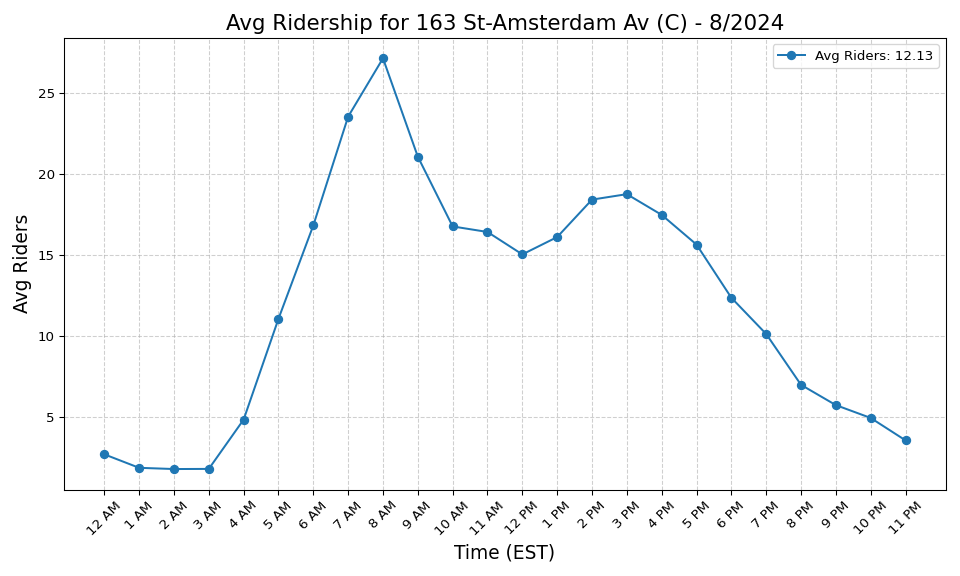 Avg Ridership for 163 St-Amsterdam Av (C) - 8/2024
Avg Riders: 12.13
Avg Riders
25
20
15
10
5
12 AM
1 AM
2 AM
3 AM
4 AM
5 AM
6 AM
7 AM
8 AM
9 AM
10 AM
11 AM
12 PM
1 PM
2 PM
3 PM
4 PM
5 PM
6 PM
7 PM
8 PM
9 PM
10 PM
11 PM
Time (EST)